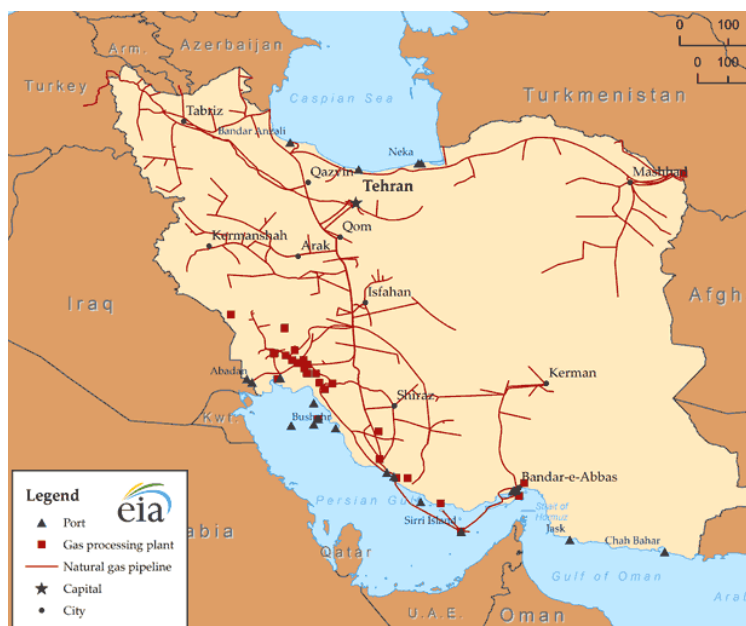 Azerbaijan
Arm.
Turkey
Caspian Sea
Turkmenistan
0 100
0 100
Tabriz
Bandar Anzali
Neka
Qazvin
Tehran
Mashhad
Qom
Kermanshah
Arak
Iraq
Isfahan
Afgh
Abadan
Kerman
Shiraz
Kwt.
Bushehr
Bandar-e-Abbas
Persian Gulf
Strait of
Hormuz
Sirri Island
Jask
Chah Bahar
Qatar
Gulf of Oman
U.A.E.
Oman
Arab
abia
Legend
eia
Port
Gas processing plant
Natural gas pipeline
Capital
City